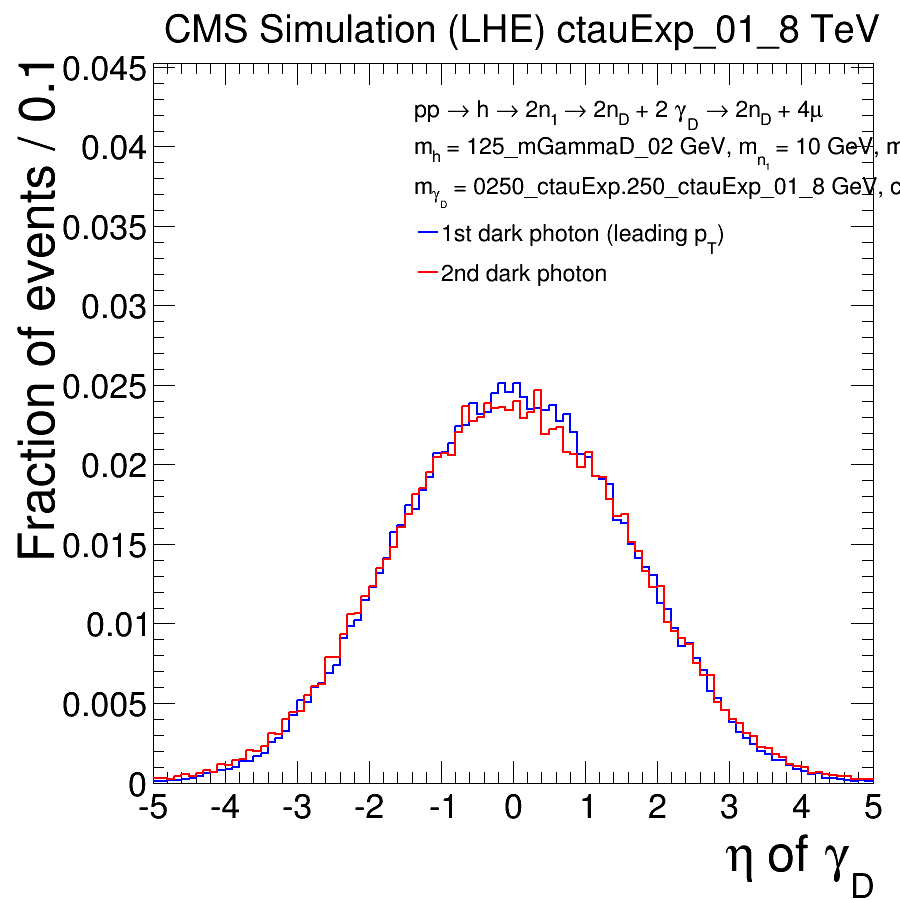 CMS Simulation (LHE) ctauExp_01_8 TeV
Fraction of events / 0.1
0.045
0.04
0.035
0.03
0.025
0.02
0.015
0.01
0.005
0
pp → h → 2n1 → 2nD + 2 γD → 2nD + 4μ
mh = 125_mGammaD_02 GeV, mn1 = 10 GeV, m
mγD = 0250_ctauExp.250_ctauExp_01_8 GeV, c
1st dark photon (leading pT)
2nd dark photon
-5 -4 -3 -2 -1 0 1 2 3 4 5
η of γD